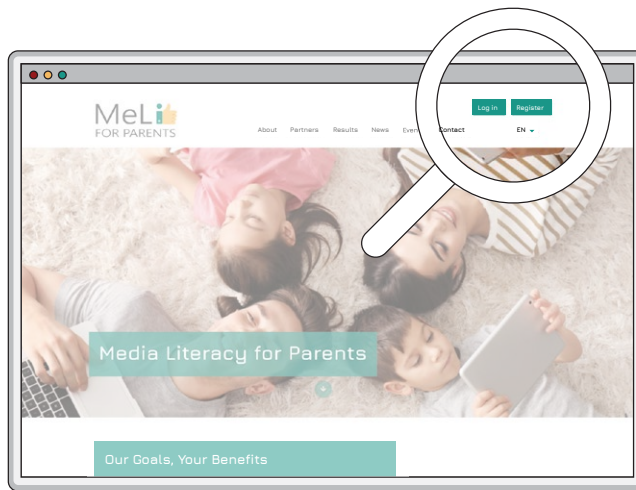 Log in Register
MeLi
FOR PARENTS
About Partners Results News Even Contact EN
Media Literacy for Parents
Our Goals, Your Benefits